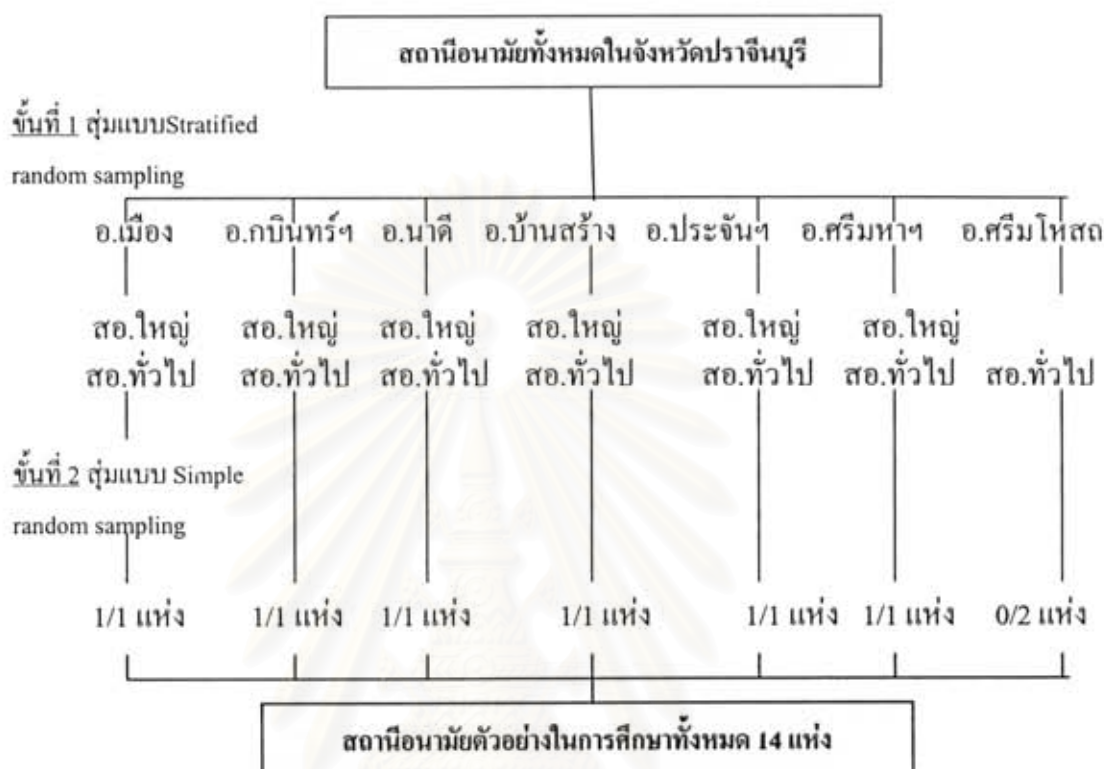 สถานีอนามัยทั้งหมดในจังหวัดปราจีนบุรี
ขั้นที่ 1 สุ่มแบบStratified
random sampling
อ.เมือง อ.กบินทร์ฯ อ.นาดี อ.บ้านสร้าง อ.ประจันฯ อ.ศรีมหาฯ อ.ศรีมโหสถ
สอ.ใหญ่ สอ.ใหญ่ สอ.ใหญ่ สอ.ใหญ่ สอ.ใหญ่ สอ.ใหญ่
สอ.ทั่วไป สอ.ทั่วไป สอ.ทั่วไป สอ.ทั่วไป สอ.ทั่วไป สอ.ทั่วไป สอ.ทั่วไป
ขั้นที่ 2 สุ่มแบบ Simple
random sampling
1/1 แห่ง 1/1 แห่ง 1/1 แห่ง 1/1 แห่ง 1/1 แห่ง 1/1 แห่ง 0/2 แห่ง
สถานีอนามัยตัวอย่างในการศึกษาทั้งหมด 14 แห่ง